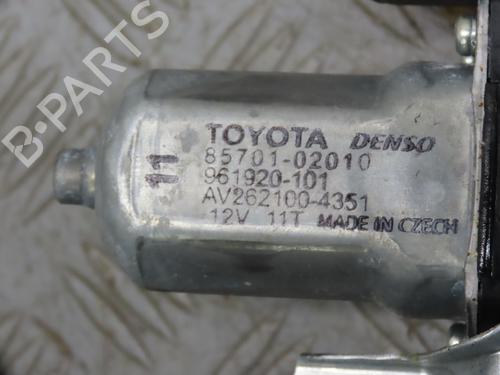 B-PARTS
11
TOYOTA DENSO
85701-02010
961920-101
AV262100-4351
12V 11T MADE IN CZECH